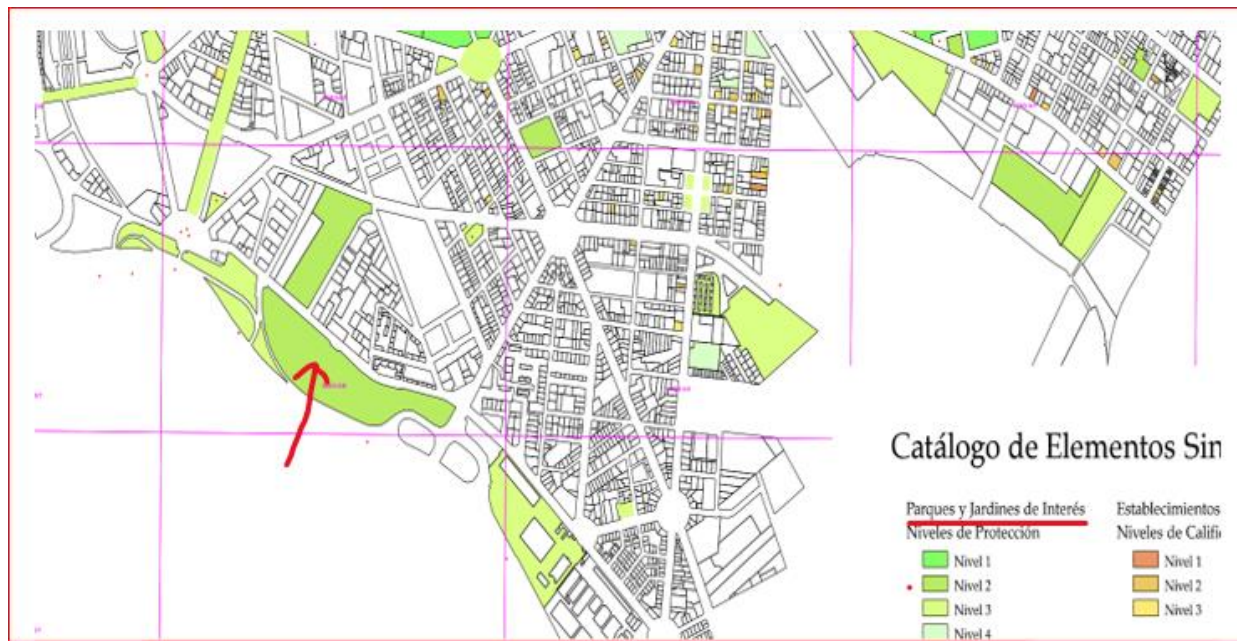 Catálogo de Elementos Sin
Parques y Jardines de Interés
Niveles de Protección
Nivel 1
Nivel 2
Nivel 3
Nivel 4
Establecimientos
Niveles de Califi
Nivel 1
Nivel 2
Nivel 3